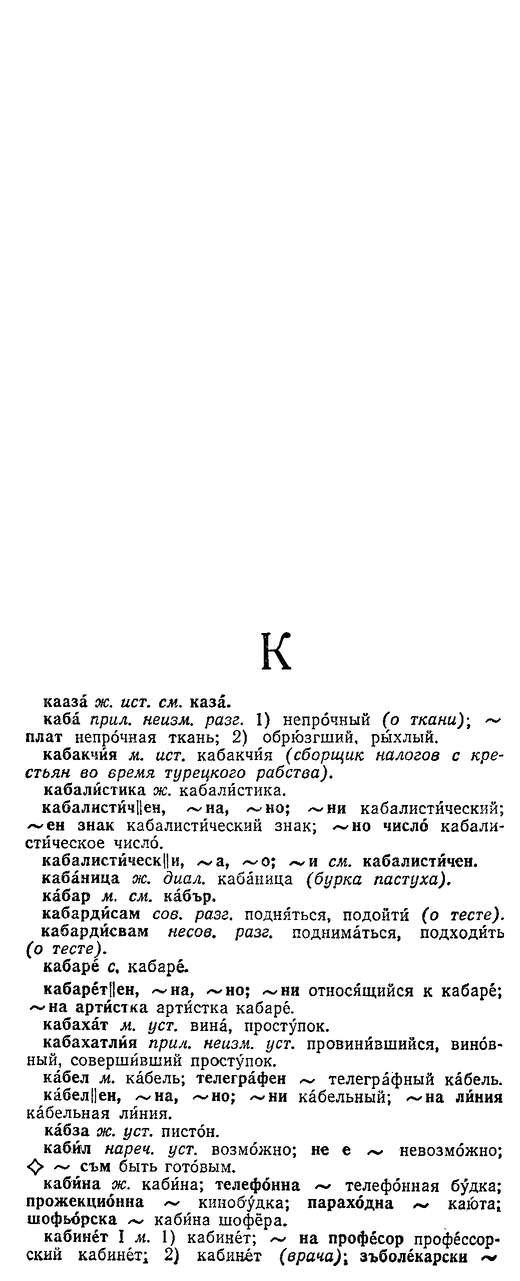 К
кааза́ ж. ист. см. каза́.
каба́ прил. неизм. разг. 1) непро́чный (о ткани); ~
плат непро́чная ткань; 2) обрю́згший, ры́хлый.
кабакчи́я м. ист. кабакчи́я (сборщик налогов с кре-
стьян во время турецкого рабства).
кабали́стика ж. кабали́стика.
кабалисти́ч||ен, ~на, ~но; ~ни кабалисти́ческий;
~ен знак кабалисти́ческий знак; ~но число́ кабали-
сти́ческое число́.
кабалисти́ческ||и, ~а, ~о; ~и см. кабалисти́чен.
каба́ница ж. диал. каба́ница (бурка пастуха).
ка́бар м. см. ка́бър.
кабарди́сам сов. разг. подня́ться, подойти́ (о тесте).
кабарди́свам несов. разг. поднима́ться, подходи́ть
(о тесте).
кабаре́ с. кабаре́.
кабаре́т||ен, ~на, ~но; ~ни относя́щийся к кабаре́;
~на арти́стка арти́стка кабаре́.
кабаха́т м. уст. вина́, просту́пок.
кабахатлия́ прил. неизм. уст. провини́вшийся, вино́в-
ный, соверши́вший просту́пок.
ка́бел м. ка́бель; телегра́фен ~ телегра́фный ка́бель.
ка́бел||ен, ~на, ~но; ~ни ка́бельный; ~на ли́ния
ка́бельная ли́ния.
ка́бза ж. уст. писто́н.
каби́л нареч. уст. возмо́жно; не е ~ невозмо́жно;
◇ ~ съм быть гото́вым.
каби́на ж. каби́на; телефо́нна ~ телефо́нная бу́дка;
прожекцио́нна ~ кинобу́дка; парахо́дна ~ каю́та;
шофьо́рска ~ каби́на шофёра.
кабине́т I м. 1) кабине́т; ~ на профе́сор профе́ссор-
ский кабине́т; 2) кабине́т (врача); зъболе́карски ~